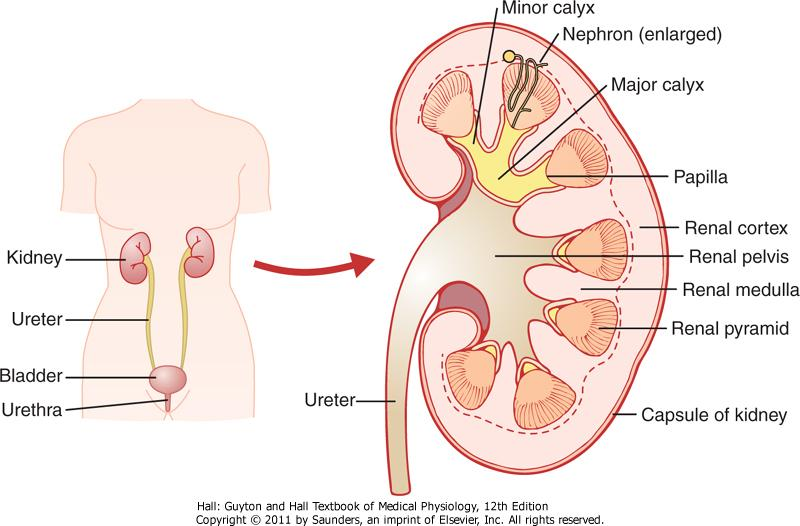 Minor calyx
Nephron (enlarged)
Major calyx
Papilla
Renal cortex
Kidney
Renal pelvis
Renal medulla
Ureter
Renal pyramid
Bladder
Urethra
Ureter
Capsule of kidney
Hall: Guyton and Hall Textbook of Medical Physiology, 12th Edition
Copyright © 2011 by Saunders, an imprint of Elsevier, Inc. All rights reserved.